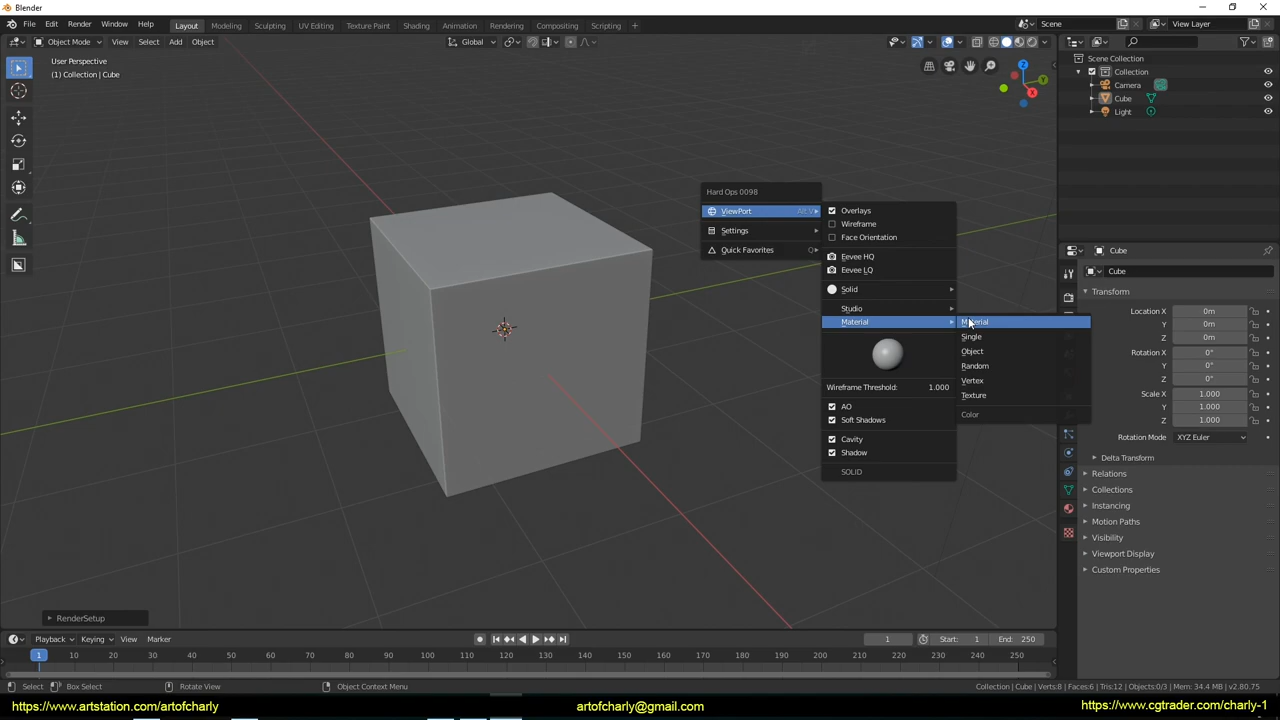 Blender
File Edit Render Window Help Layout Modeling Sculpting UV Editing Texture Paint Shading Animation Rendering Compositing Scripting + Scene View Layer
Object Mode View Select Add Object Global
User Perspective
(1) Collection | Cube
Z
Y
X
Scene Collection
Collection
Camera
Cube
Light
Hard Ops 0098
ViewPort Alt V
Settings
Quick Favorites Q
Overlays
Wireframe
Face Orientation
Eevee HQ
Eevee LQ
Solid
Studio
Material
Wireframe Threshold: 1.000
AO
Soft Shadows
Cavity
Shadow
SOLID
Material
Single
Object
Random
Vertex
Texture
Color
Cube
Cube
Transform
Location X 0m
Y 0m
Z 0m
Rotation X 0°
Y 0°
Z 0°
Scale X 1.000
Y 1.000
Z 1.000
Rotation Mode XYZ Euler
Delta Transform
Relations
Collections
Instancing
Motion Paths
Visibility
Viewport Display
Custom Properties
RenderSetup
Playback Keying View Marker 1 Start: 1 End: 250
1 10 20 30 40 50 60 70 80 90 100 110 120 130 140 150 160 170 180 190 200 210 220 230 240 250
Select Box Select Rotate View Object Context Menu Collection | Cube | Verts:8 | Faces:6 | Tris:12 | Objects:0/3 | Mem: 34.4 MB | v2.80.75
https://www.artstation.com/artofcharly artofcharly@gmail.com https://www.cgtrader.com/charly-1